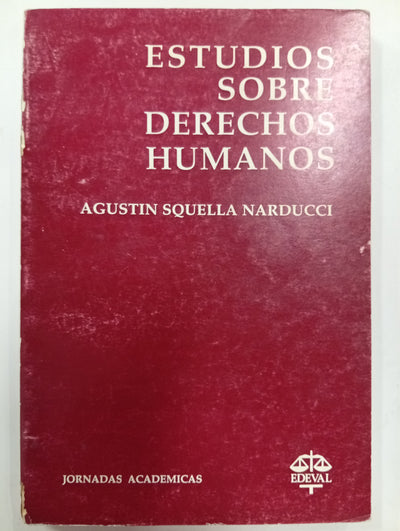 ESTUDIOS
SOBRE
DERECHOS
HUMANOS
AGUSTIN SQUELLA NARDUCCI
JORNADAS ACADEMICAS
EDEVAL